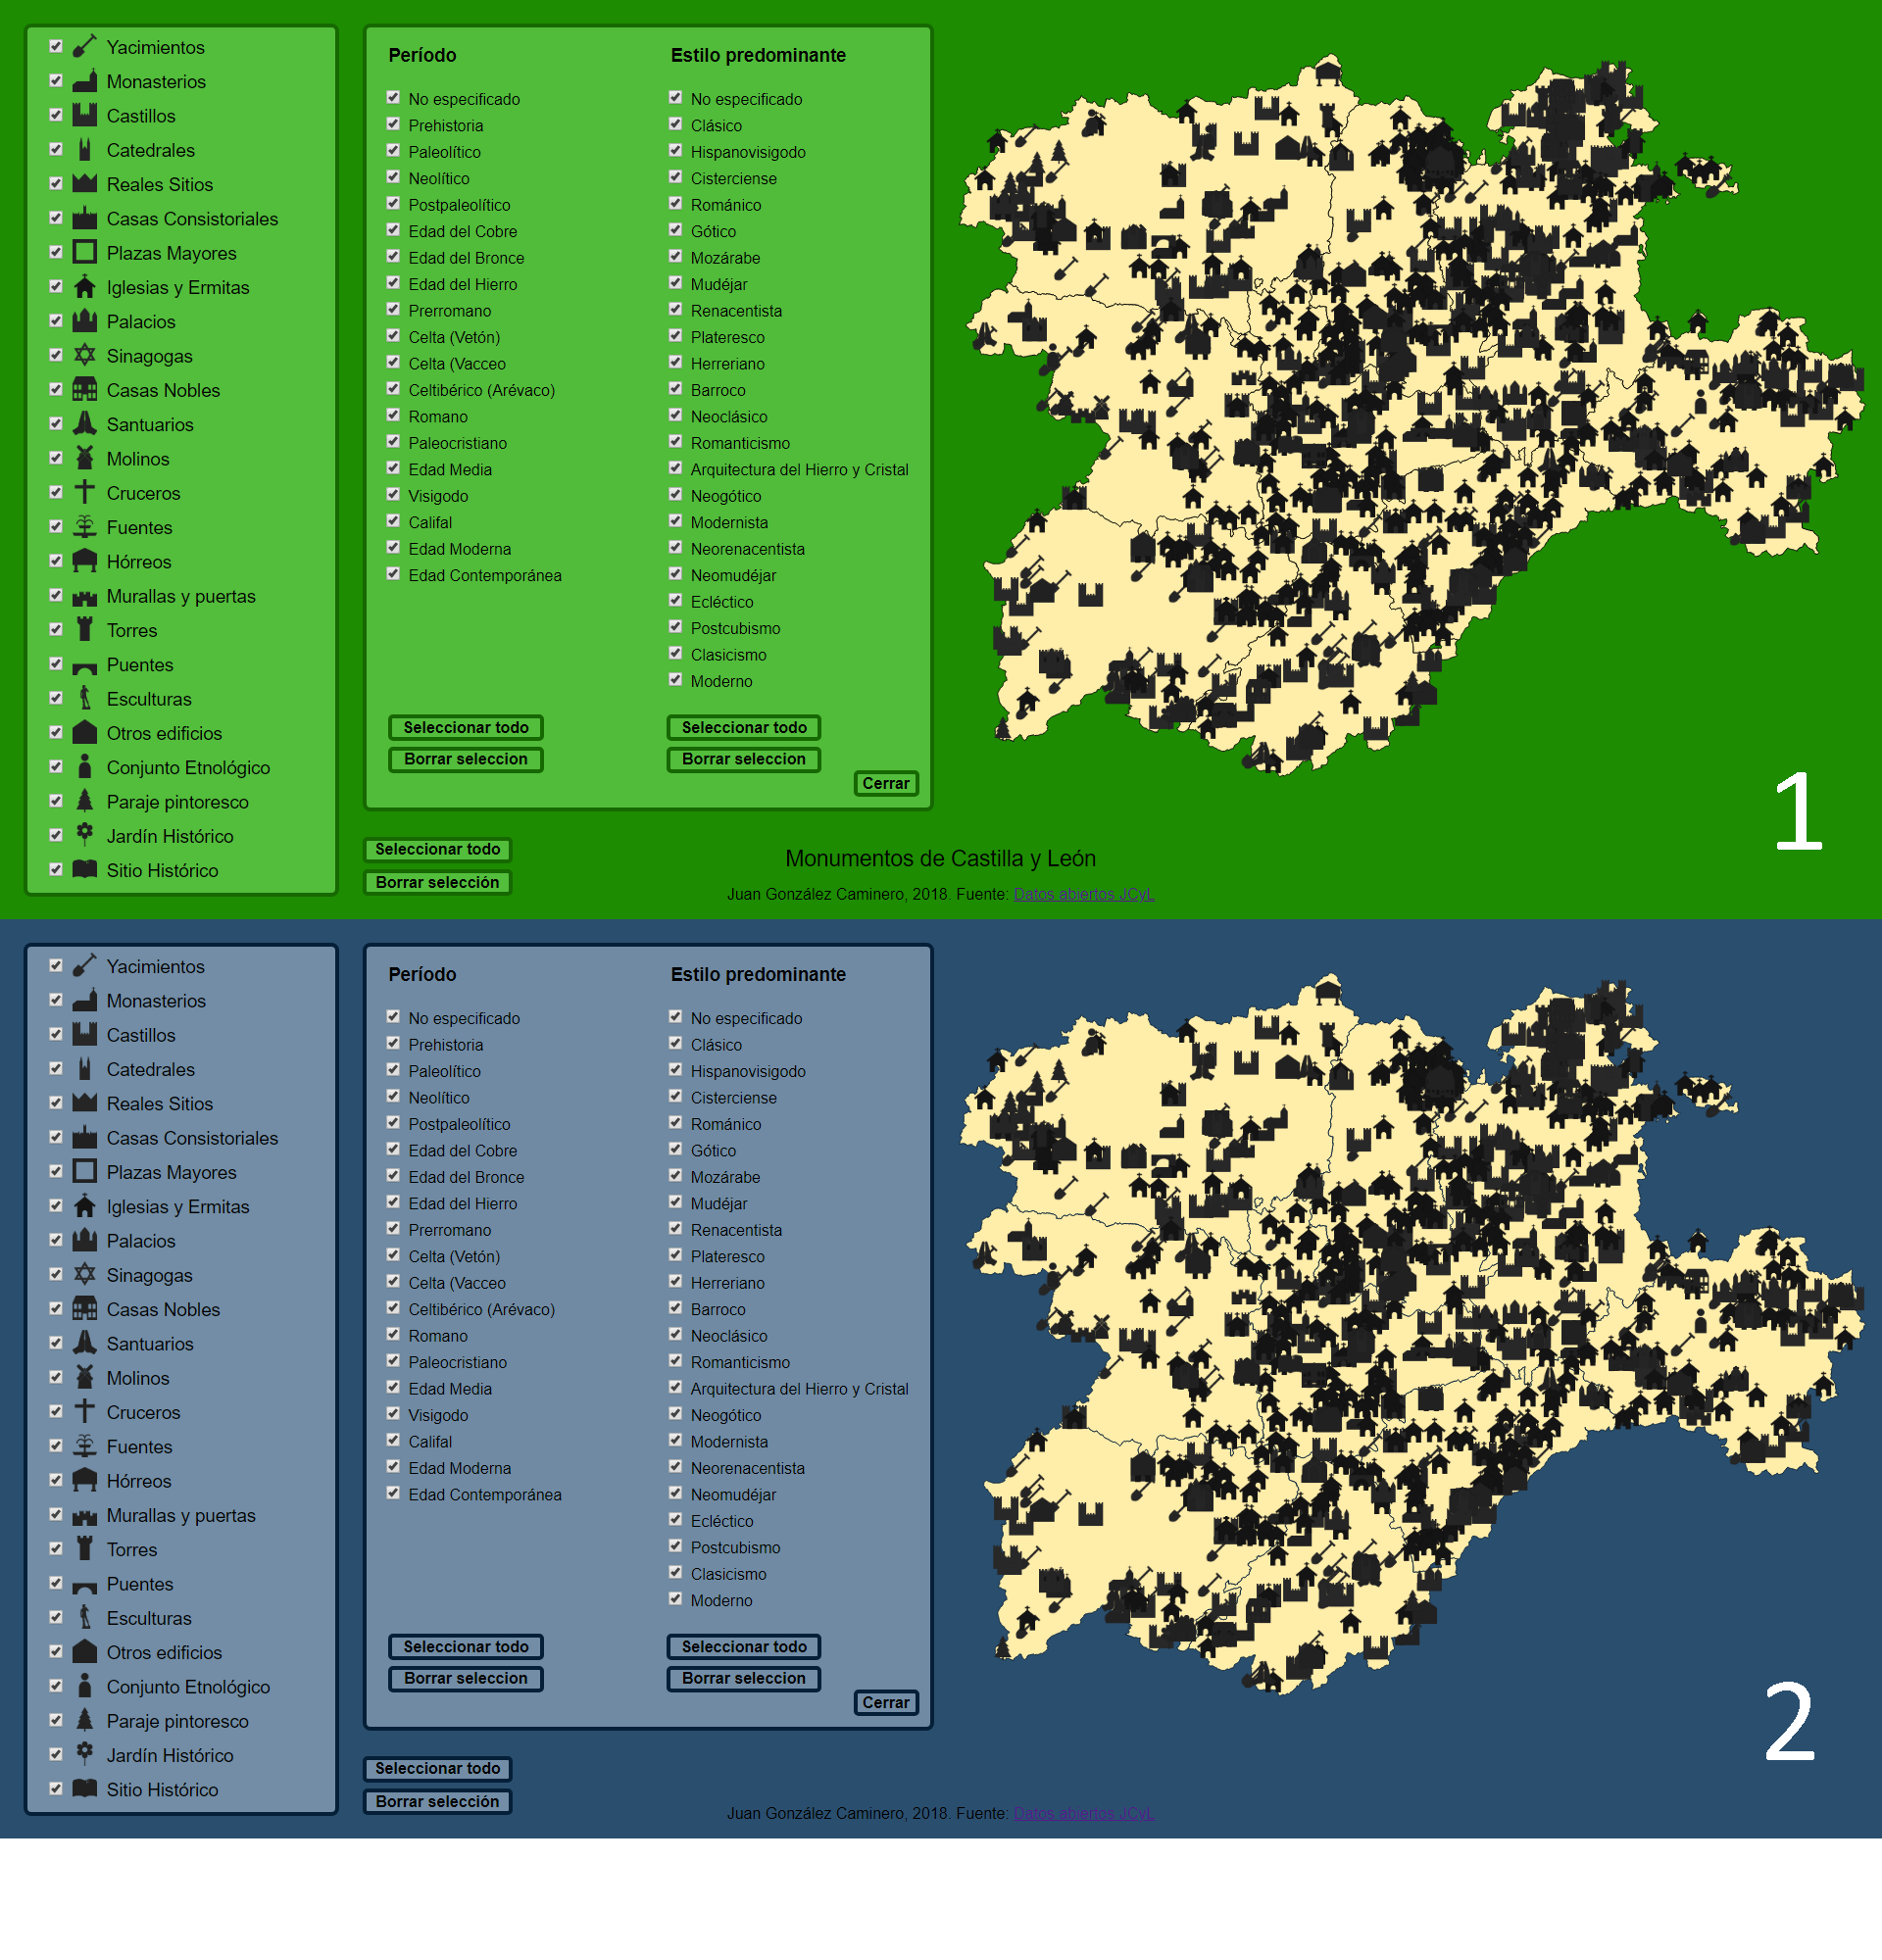 Yacimientos
Monasterios
Castillos
Catedrales
Reales Sitios
Casas Consistoriales
Plazas Mayores
Iglesias y Ermitas
Palacios
Sinagogas
Casas Nobles
Santuarios
Molinos
Cruceros
Fuentes
Hórreos
Murallas y puertas
Torres
Puentes
Esculturas
Otros edificios
Conjunto Etnológico
Paraje pintoresco
Jardín Histórico
Sitio Histórico
Período
No especificado
Prehistoria
Paleolítico
Neolítico
Postpaleolítico
Edad del Cobre
Edad del Bronce
Edad del Hierro
Prerromano
Celta (Vetón)
Celta (Vacceo
Celtibérico (Arévaco)
Romano
Paleocristiano
Edad Media
Visigodo
Califal
Edad Moderna
Edad Contemporánea
Seleccionar todo
Borrar seleccion
Estilo predominante
No especificado
Clásico
Hispanovisigodo
Cisterciense
Románico
Gótico
Mozárabe
Mudéjar
Renacentista
Plateresco
Herreriano
Barroco
Neoclásico
Romanticismo
Arquitectura del Hierro y Cristal
Neogótico
Modernista
Neorenacentista
Neomudéjar
Ecléctico
Postcubismo
Clasicismo
Moderno
Seleccionar todo
Borrar seleccion
Cerrar
Seleccionar todo
Borrar selección
Monumentos de Castilla y León
Juan González Caminero, 2018. Fuente: Datos abiertos JCyL
1
Yacimientos
Monasterios
Castillos
Catedrales
Reales Sitios
Casas Consistoriales
Plazas Mayores
Iglesias y Ermitas
Palacios
Sinagogas
Casas Nobles
Santuarios
Molinos
Cruceros
Fuentes
Hórreos
Murallas y puertas
Torres
Puentes
Esculturas
Otros edificios
Conjunto Etnológico
Paraje pintoresco
Jardín Histórico
Sitio Histórico
Período
No especificado
Prehistoria
Paleolítico
Neolítico
Postpaleolítico
Edad del Cobre
Edad del Bronce
Edad del Hierro
Prerromano
Celta (Vetón)
Celta (Vacceo
Celtibérico (Arévaco)
Romano
Paleocristiano
Edad Media
Visigodo
Califal
Edad Moderna
Edad Contemporánea
Seleccionar todo
Borrar seleccion
Estilo predominante
No especificado
Clásico
Hispanovisigodo
Cisterciense
Románico
Gótico
Mozárabe
Mudéjar
Renacentista
Plateresco
Herreriano
Barroco
Neoclásico
Romanticismo
Arquitectura del Hierro y Cristal
Neogótico
Modernista
Neorenacentista
Neomudéjar
Ecléctico
Postcubismo
Clasicismo
Moderno
Seleccionar todo
Borrar seleccion
Cerrar
Seleccionar todo
Borrar selección
Juan González Caminero, 2018. Fuente: Datos abiertos JCyL
2